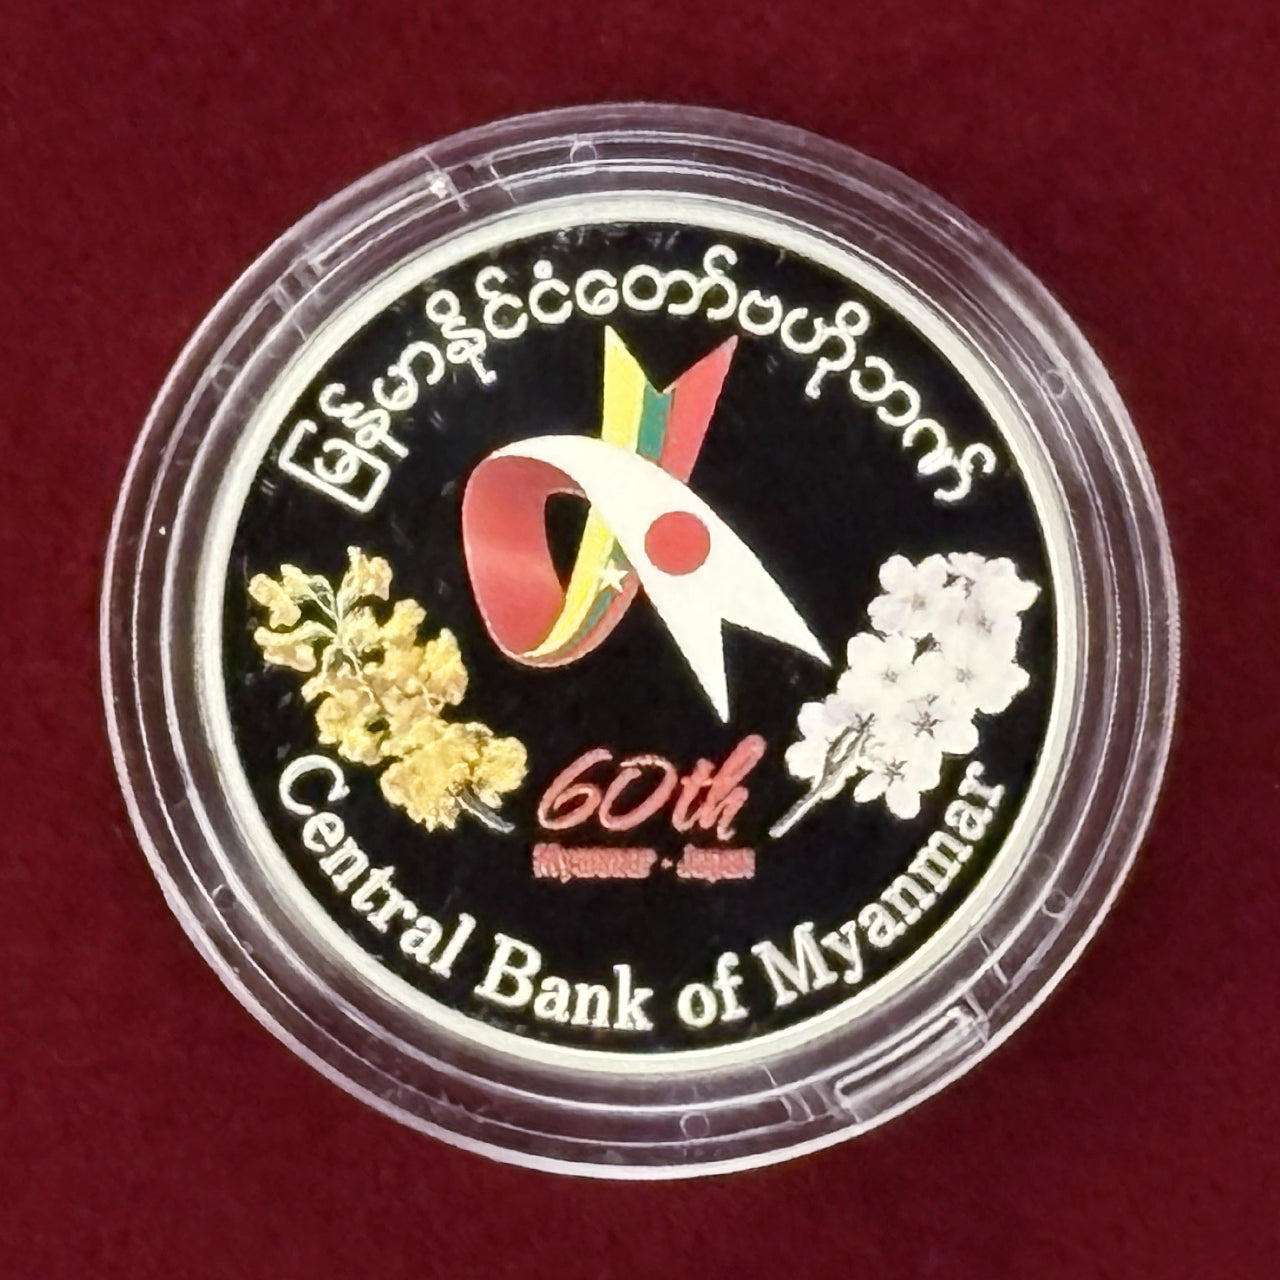 မြန်မာနိုင်ငံတော်ဗဟိုဘဏ်
60th
Myanmar - Japan
Central Bank of Myanmar